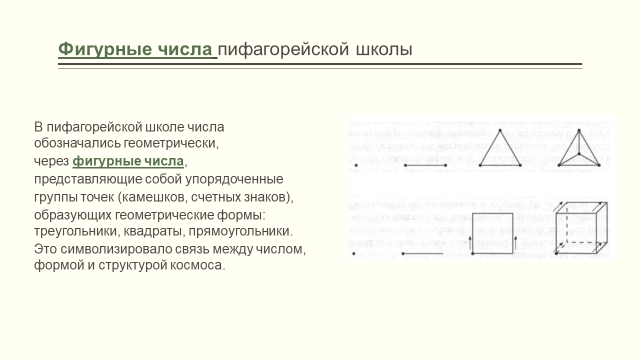 Фигурные числа пифагорейской школы
В пифагорейской школе числа
обозначались геометрически,
через фигурные числа,
представляющие собой упорядоченные
группы точек (камешков, счетных знаков),
образующих геометрические формы:
треугольники, квадраты, прямоугольники.
Это символизировало связь между числом,
формой и структурой космоса.